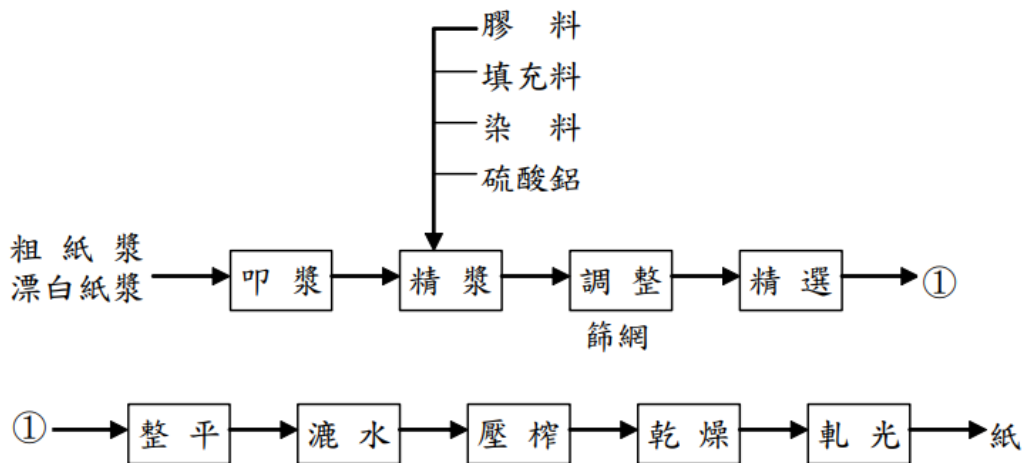 膠 料
填充料
染 料
硫酸鋁
粗紙漿
漂白紙漿
叩漿
精漿
調整
精選
①
篩網
①
整平
漉水
壓榨
乾燥
軋光
紙